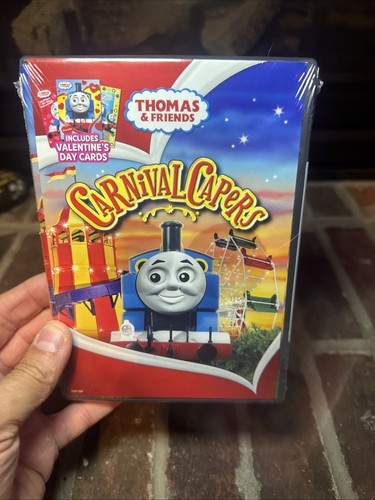 INCLUDES
VALENTINE'S
DAY CARDS
THOMAS
& FRIENDS
CARNIVAL CAPERS